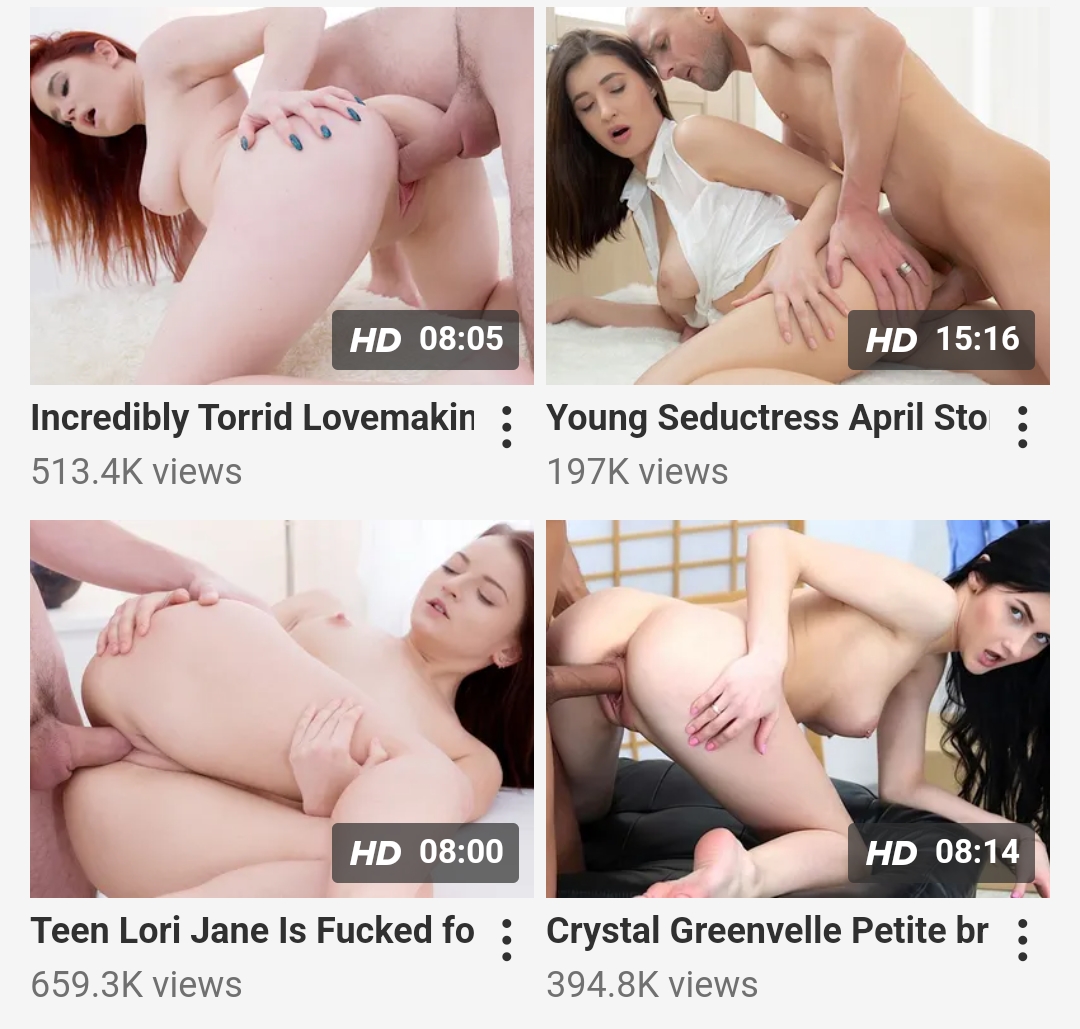 HD 08:05
HD 15:16
Incredibly Torrid Lovemakin
Young Seductress April
513.4K views
197K views
HD 08:00
HD 08:14
Teen Lori Jane Is Fucked fo
Crystal Greenvelle Petite br
659.3K views
394.8K views